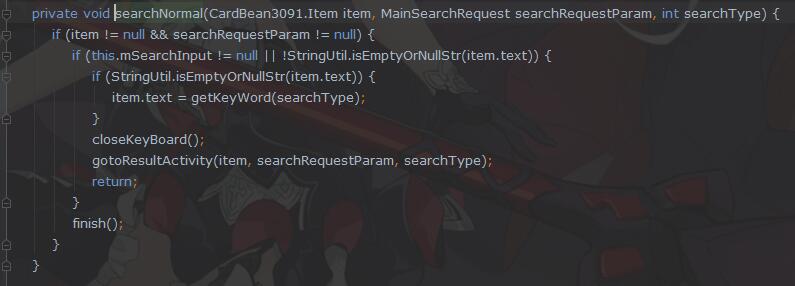 private void searchNormal(CardBean3091.Item item, MainSearchRequest searchRequestParam, int searchType) {
if (item != null && searchRequestParam != null) {
if (this.mSearchInput != null || !StringUtil.isEmptyOrNullStr(item.text)) {
if (StringUtil.isEmptyOrNullStr(item.text)) {
item.text = getKeyWord(searchType);
}
closeKeyBoard();
gotoResultActivity(item, searchRequestParam, searchType);
return;
}
finish();
}
}